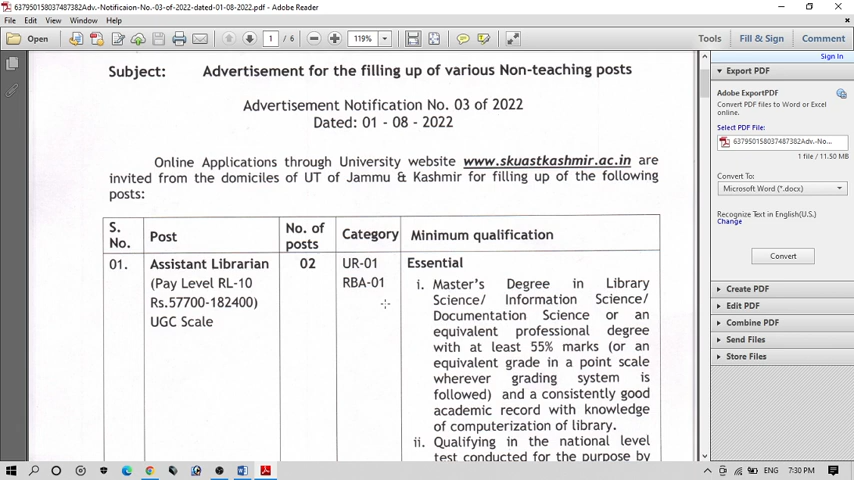 637950158037487382Adv.-Notificaion-No.-03-of-2022-dated-01-08-2022.pdf - Adobe Reader
File Edit View Window Help
Open 1 / 6 119% Tools Fill & Sign Comment
Sign In
Export PDF
Adobe ExportPDF
Convert PDF files to Word or Excel online.
Select PDF File:
637950158037487382Adv.-No...
1 file / 11.50 MB
Convert To:
Microsoft Word (*.docx)
Recognize Text in English(U.S.)
Change
Convert
Create PDF
Edit PDF
Combine PDF
Send Files
Store Files
Subject: Advertisement for the filling up of various Non-teaching posts
Advertisement Notification No. 03 of 2022
Dated: 01 - 08 - 2022
Online Applications through University website www.skuastkashmir.ac.in are
invited from the domiciles of UT of Jammu & Kashmir for filling up of the following
posts:
S. No. Post No. of posts Category Minimum qualification
01. Assistant Librarian 02 UR-01 Essential
(Pay Level RL-10 RBA-01
Rs.57700-182400)
UGC Scale
i. Master's Degree in Library
Science/ Information Science/
Documentation Science or an
equivalent professional degree
with at least 55% marks (or an
equivalent grade in a point scale
wherever grading system is
followed) and a consistently good
academic record with knowledge
of computerization of library.
ii. Qualifying in the national level
test conducted for the purpose by
ENG 7:30 PM